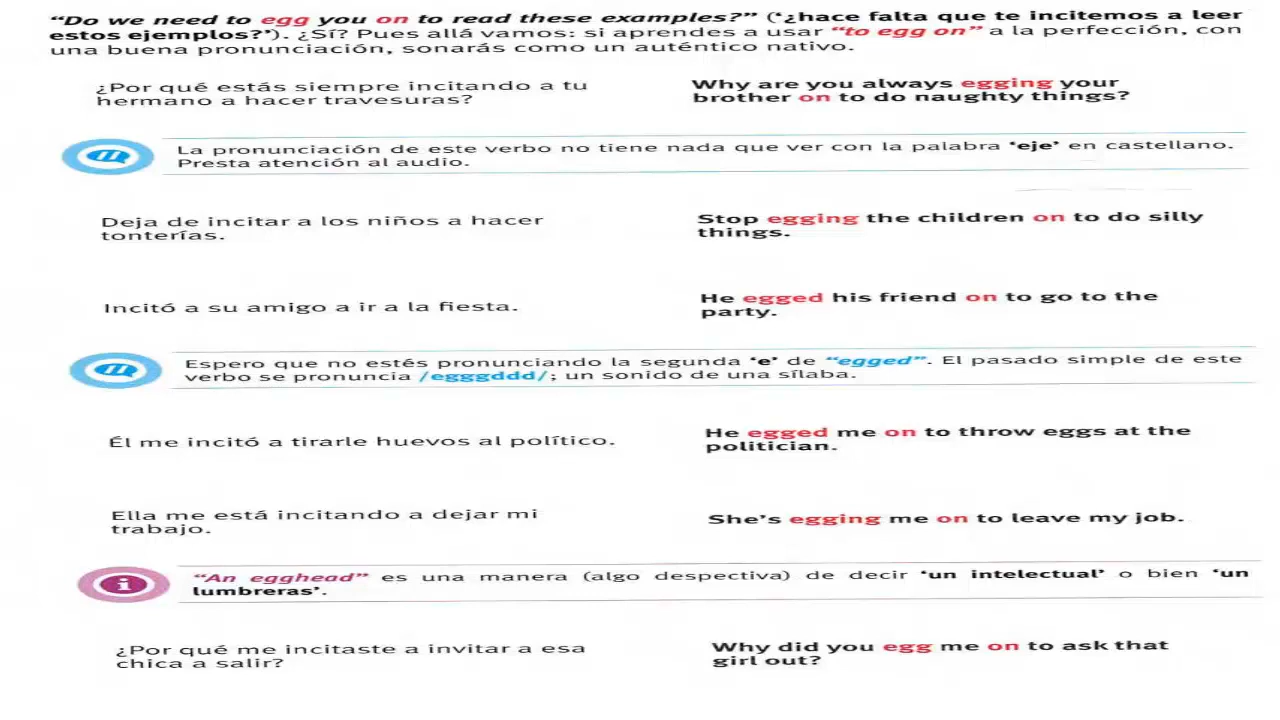 “Do we need to egg you on to read these examples?” (‘¿hace falta que te incitemos a leer
estos ejemplos?’). ¿Sí? Pues allá vamos: si aprendes a usar “to egg on” a la perfección, con
una buena pronunciación, sonarás como un auténtico nativo.
¿Por qué estás siempre incitando a tu
hermano a hacer travesuras?
Why are you always egging your
brother on to do naughty things?
La pronunciación de este verbo no tiene nada que ver con la palabra ‘eje’ en castellano.
Presta atención al audio.
Deja de incitar a los niños a hacer
tonterías.
Stop egging the children on to do silly
things.
Incitó a su amigo a ir a la fiesta.
He egged his friend on to go to the
party.
Espero que no estés pronunciando la segunda ‘e’ de “egged”. El pasado simple de este
verbo se pronuncia /egggddd/; un sonido de una sílaba.
Él me incitó a tirarle huevos al político.
He egged me on to throw eggs at the
politician.
Ella me está incitando a dejar mi
trabajo.
She’s egging me on to leave my job.
“An egghead” es una manera (algo despectiva) de decir ‘un intelectual’ o bien ‘un
lumbreras’.
¿Por qué me incitaste a invitar a esa
chica a salir?
Why did you egg me on to ask that
girl out?